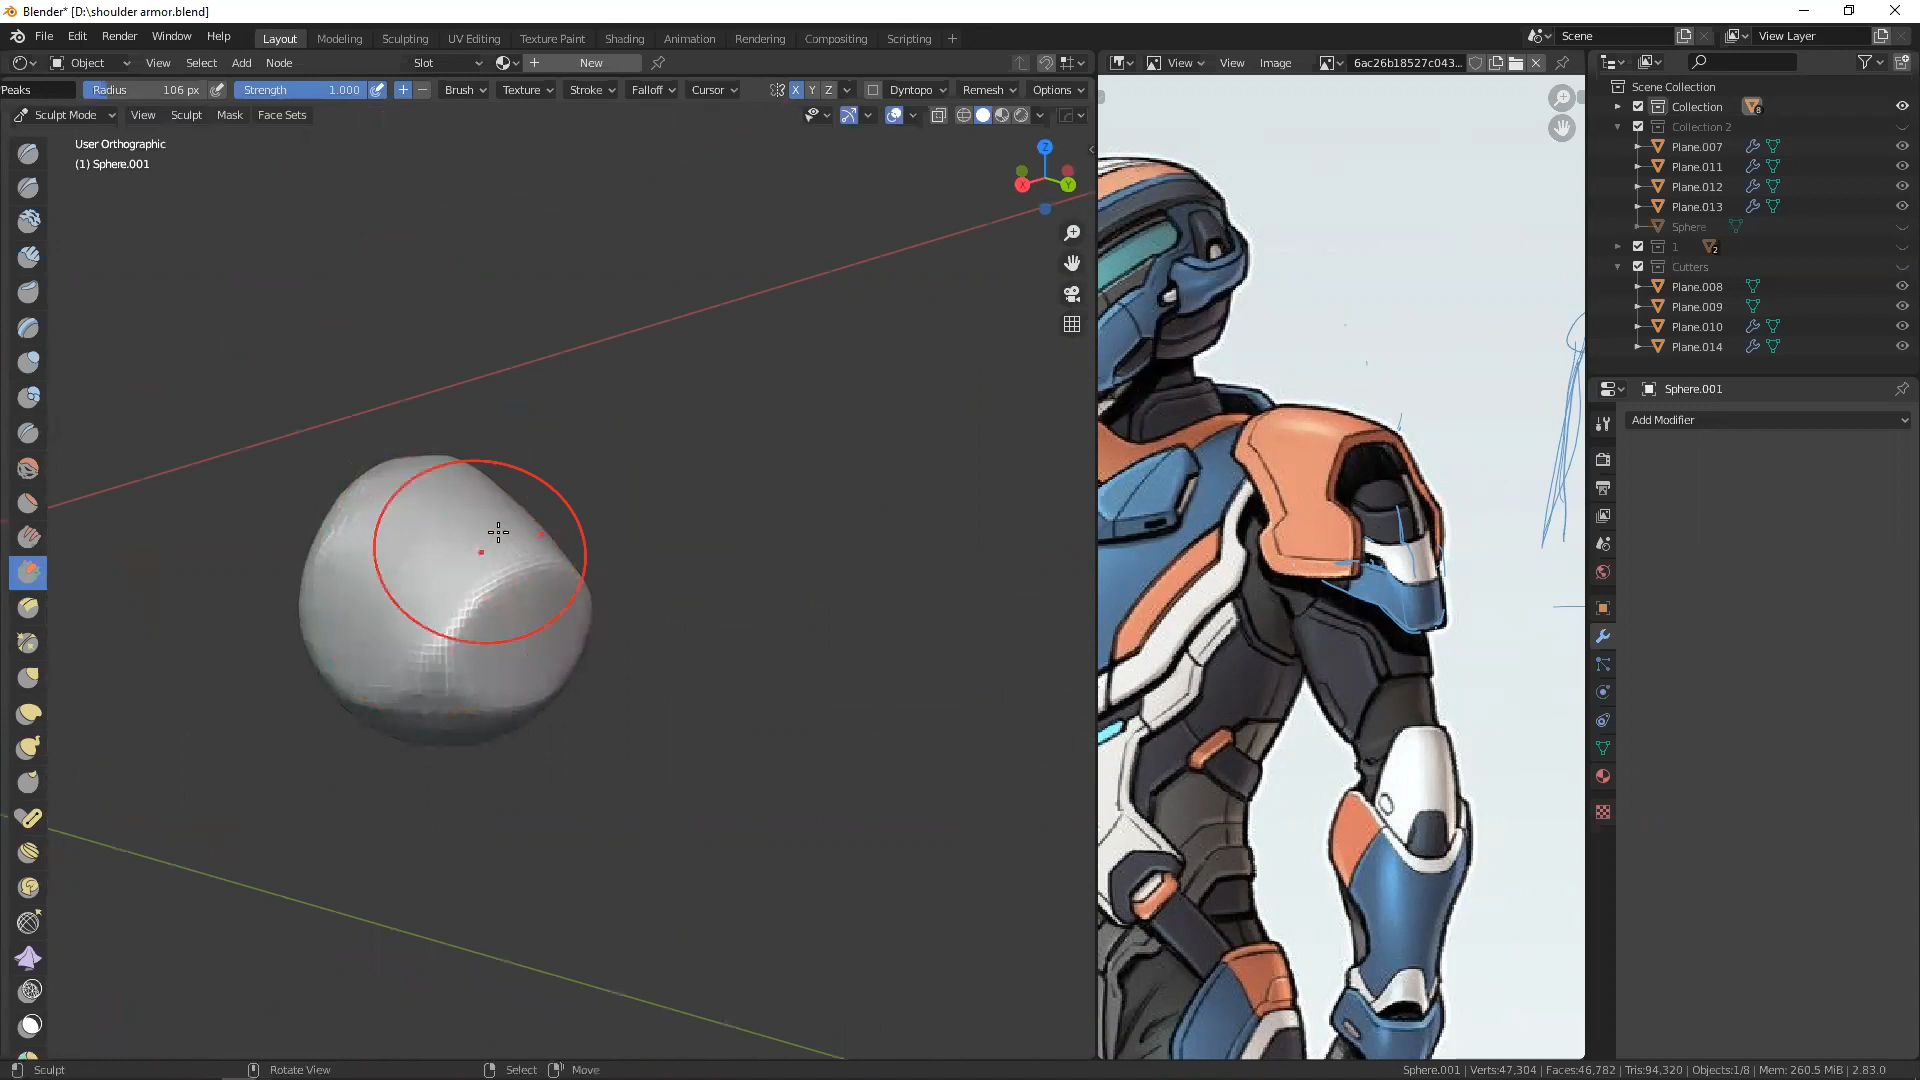 Blender* [D:\shoulder armor.blend]
File Edit Render Window Help
Layout Modeling Sculpting UV Editing Texture Paint Shading Animation Rendering Compositing Scripting +
Scene
View Layer
Object View Select Add Node Slot New
View View Image 6ac26b18527c043...
Peaks Radius 106 px Strength 1.000 + − Brush Texture Stroke Falloff Cursor X Y Z Dyntopo Remesh Options
Sculpt Mode View Sculpt Mask Face Sets
User Orthographic
(1) Sphere.001
Z
X
Y
Scene Collection
Collection 8
Collection 2
Plane.007
Plane.011
Plane.012
Plane.013
Sphere
1 2
Cutters
Plane.008
Plane.009
Plane.010
Plane.014
Sphere.001
Add Modifier
Sculpt Rotate View Select Move
Sphere.001 | Verts:47,304 | Faces:46,782 | Tris:94,320 | Objects:1/8 | Mem: 260.5 MiB | 2.83.0